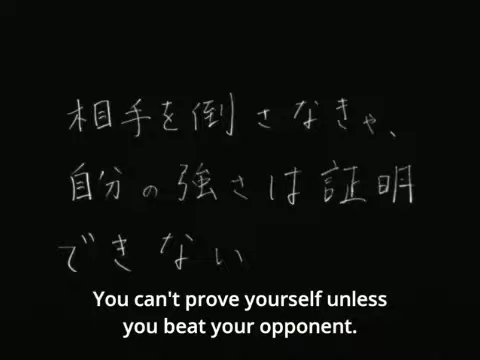 相手を倒さなきゃ、
自分の強さは証明
できない
You can't prove yourself unless
you beat your opponent.